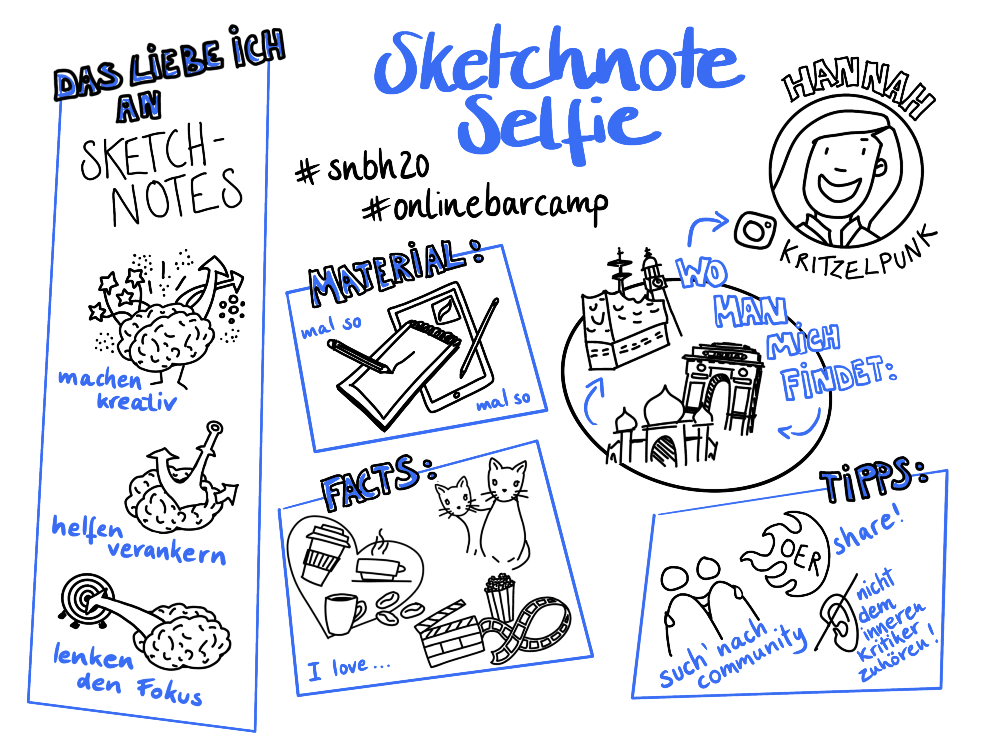 DAS LIEBE ICH
AN
SKETCH-
NOTES
machen
kreativ
helfen
verankern
lenken
den Fokus
Sketchnote
Selfie
#snbh20
#onlinebarcamp
HANNAH
KRITZELPUNK
MATERIAL:
mal so
mal so
WO
MAN
MICH
FINDET:
FACTS:
I love...
TIPPS:
OER
share!
such' nach
community
nicht
dem
inneren
Kritiker
zuhören!